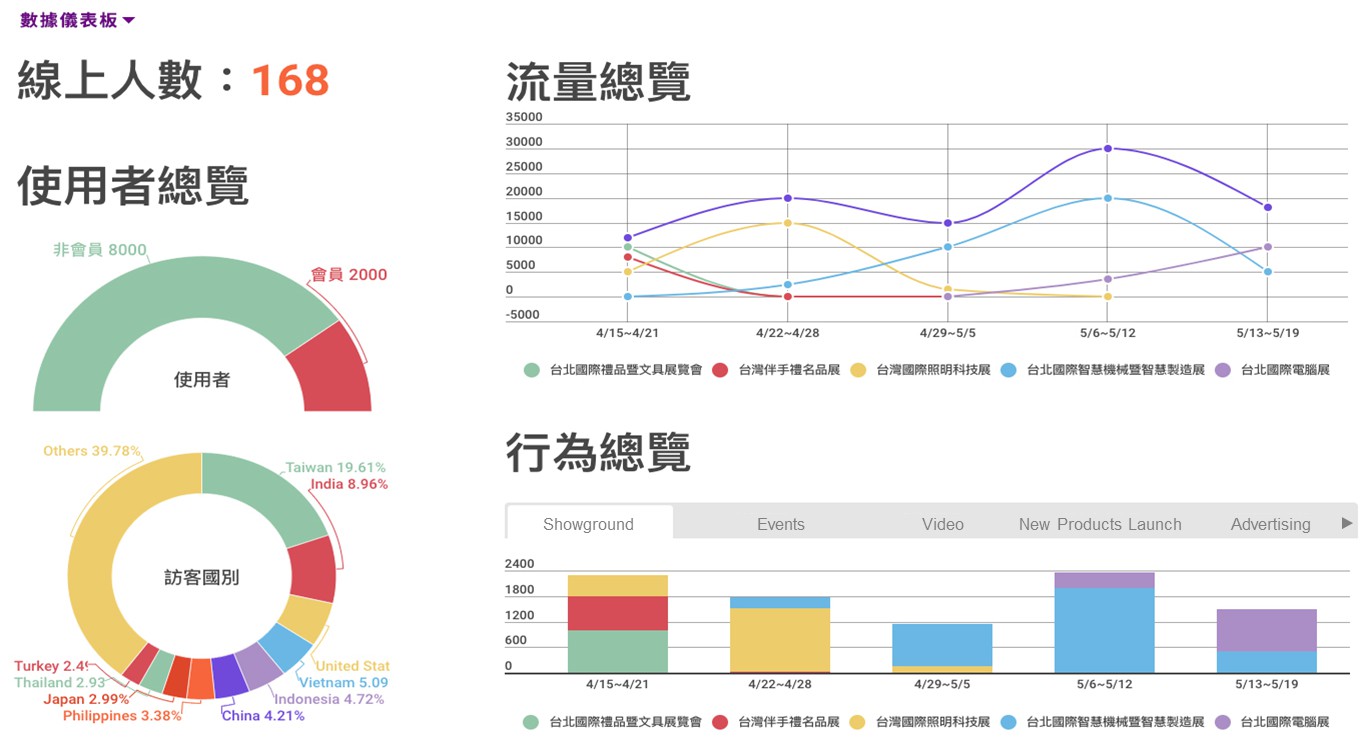 數據儀表板
線上人數：168
使用者總覽
非會員 8000
會員 2000
使用者
Others 39.78%
Taiwan 19.61%
India 8.96%
訪客國別
Turkey 2.4
United Stat
Thailand 2.93
Vietnam 5.09
Japan 2.99%
Indonesia 4.72%
Philippines 3.38%
China 4.21%
流量總覽
35000
30000
25000
20000
15000
10000
5000
0
-5000
4/15~4/21 4/22~4/28 4/29~5/5 5/6~5/12 5/13~5/19
台北國際禮品暨文具展覽會 台灣伴手禮名品展 台灣國際照明科技展 台北國際智慧機械暨智慧製造展 台北國際電腦展
行為總覽
Showground Events Video New Products Launch Advertising
2400
1800
1200
600
0
4/15~4/21 4/22~4/28 4/29~5/5 5/6~5/12 5/13~5/19
台北國際禮品暨文具展覽會 台灣伴手禮名品展 台灣國際照明科技展 台北國際智慧機械暨智慧製造展 台北國際電腦展